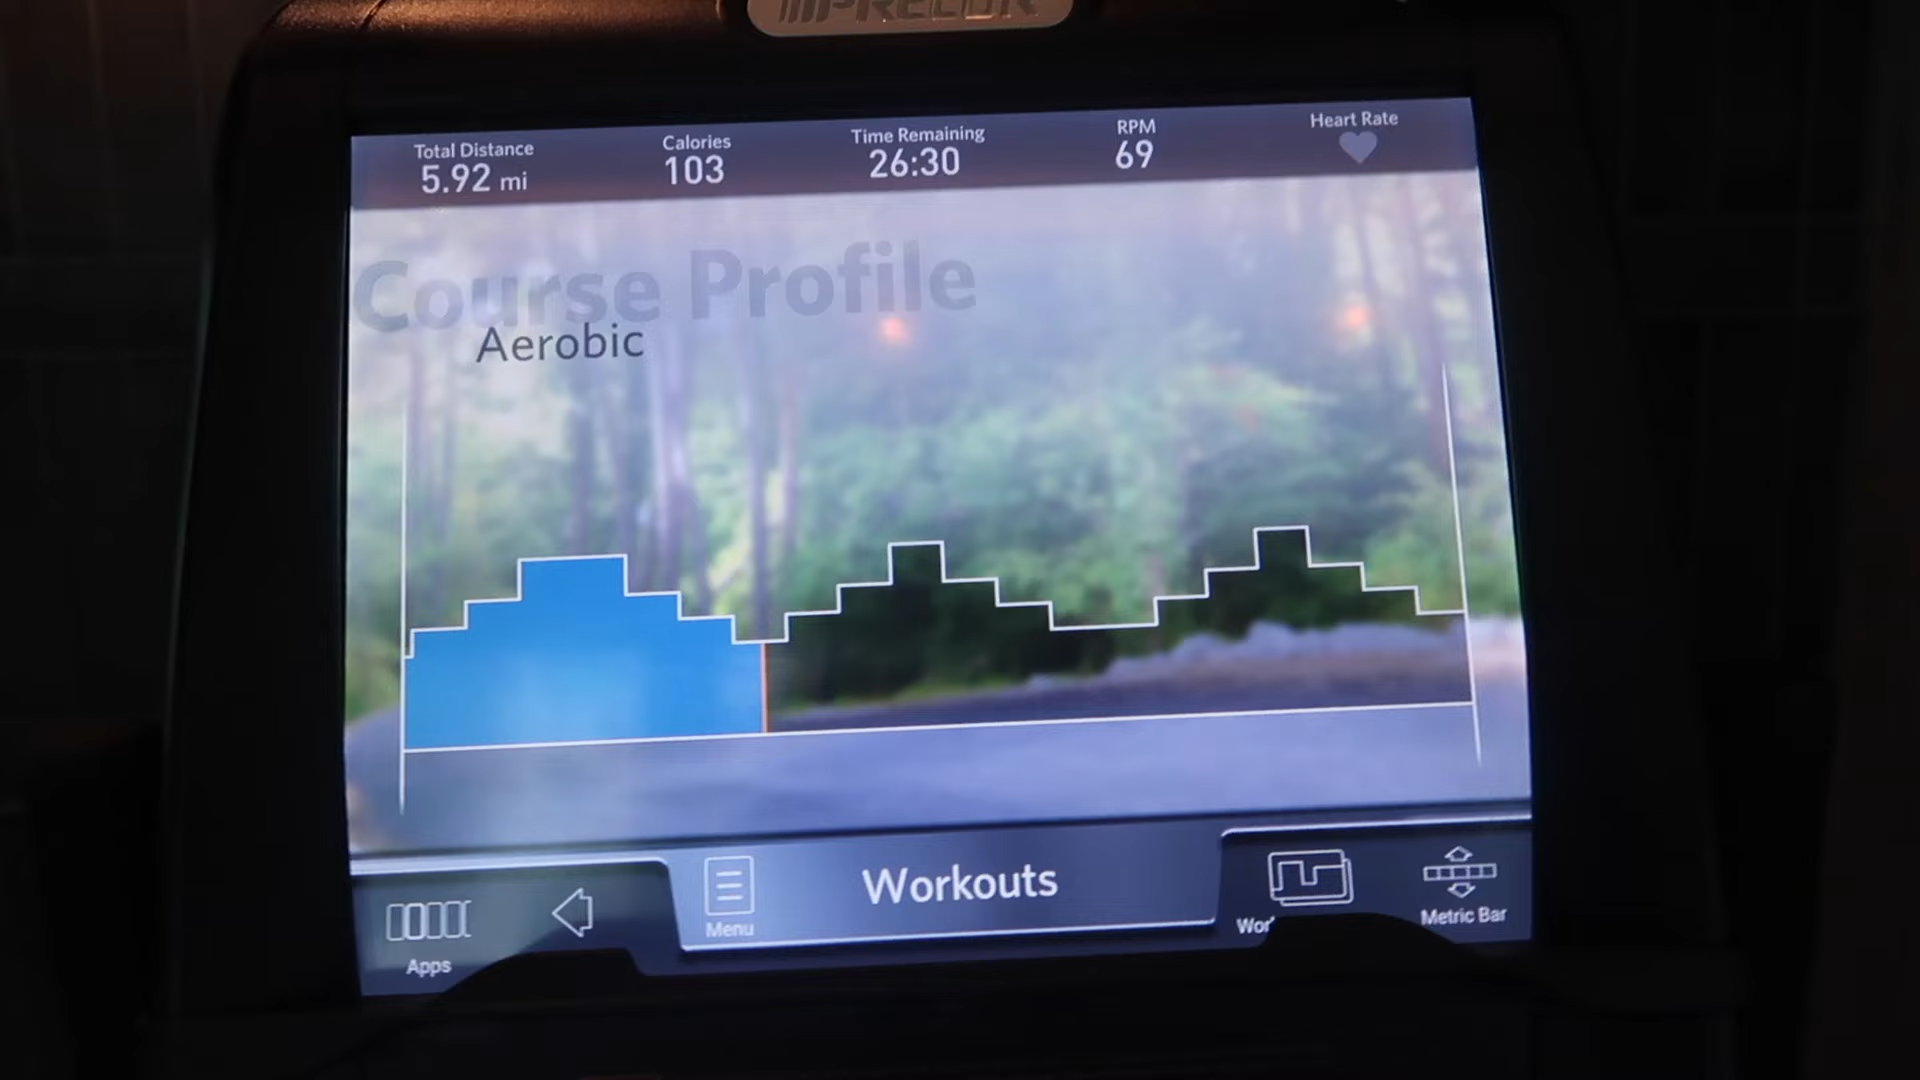 PRECOR
Total Distance
5.92 mi
Calories
103
Time Remaining
26:30
RPM
69
Heart Rate
Course Profile
Aerobic
Apps
Menu
Workouts
Metric Bar